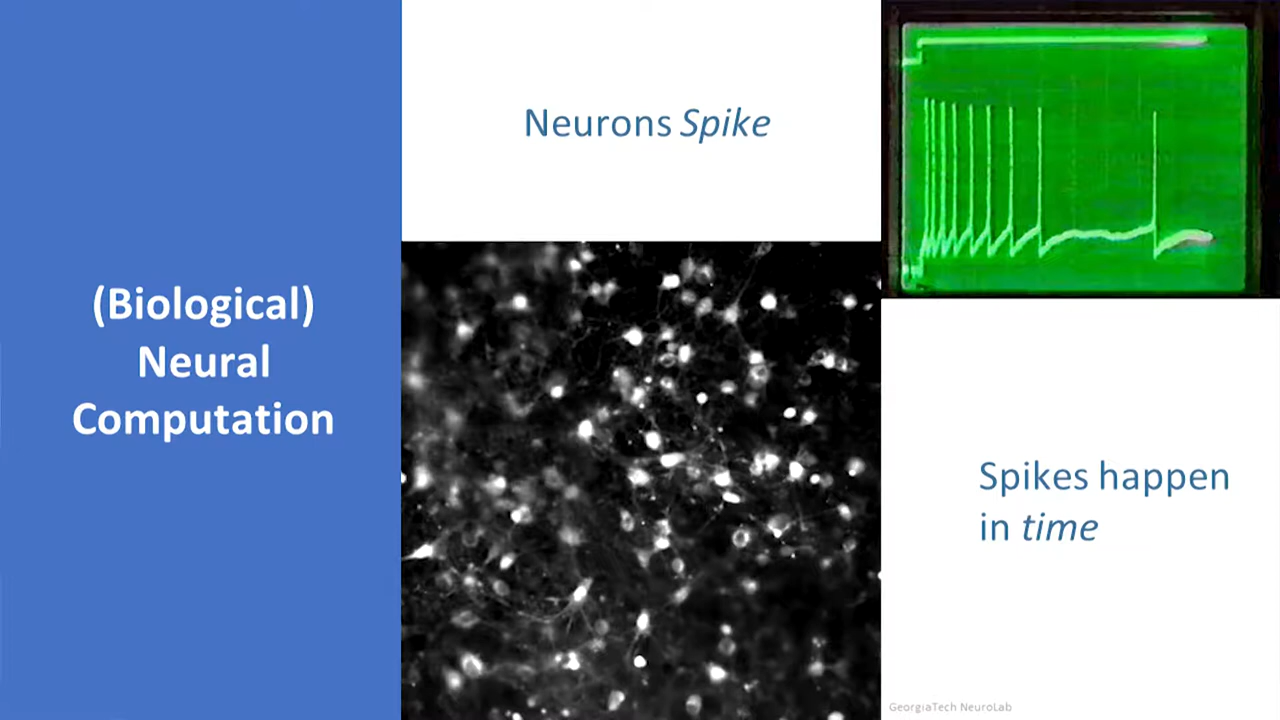 (Biological)
Neural
Computation
Neurons Spike
Spikes happen
in time
GeorgiaTech NeuroLab